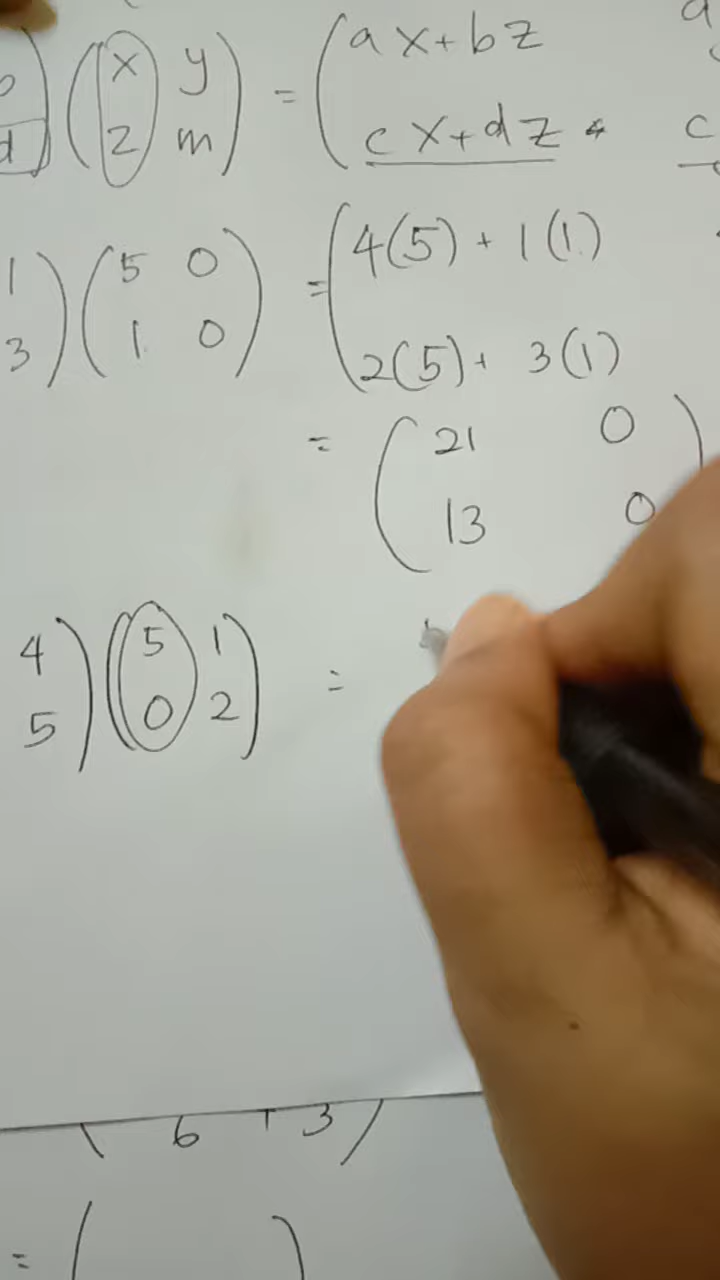 d) (x y z m) = (ax+bz
cx+dz c
1 3) (5 0 1 0) = (4(5) + 1(1)
2(5) + 3(1)
= (21 0
13 0)
4 5) (5 1 0 2) =
( 6 + 3 )
= ( )